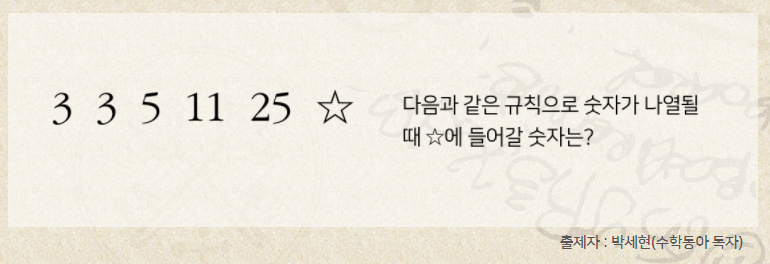 3 3 5 11 25 ☆
다음과 같은 규칙으로 숫자가 나열될
때 ☆에 들어갈 숫자는?
출제자 : 박세현(수학동아 독자)